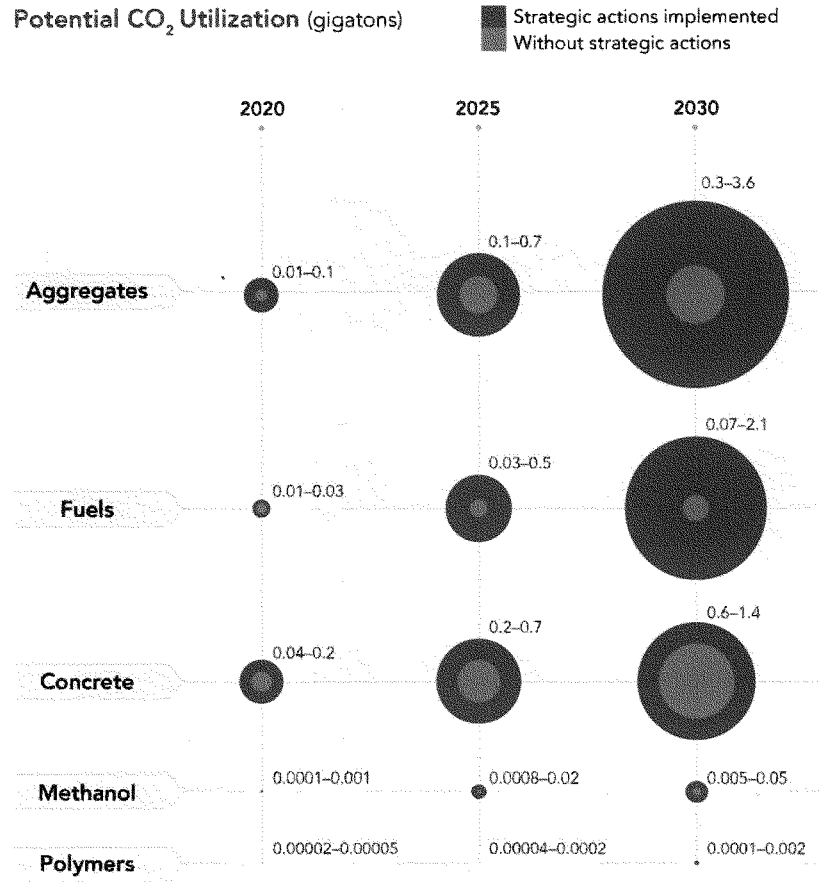 Potential CO₂ Utilization (gigatons)
Strategic actions implemented
Without strategic actions
2020 2025 2030
Aggregates 0.01–0.1 0.1–0.7 0.3–3.6
Fuels 0.01–0.03 0.03–0.5 0.07–2.1
Concrete 0.04–0.2 0.2–0.7 0.6–1.4
Methanol 0.0001–0.001 0.0008–0.02 0.005–0.05
Polymers 0.00002–0.00005 0.00004–0.0002 0.0001–0.002